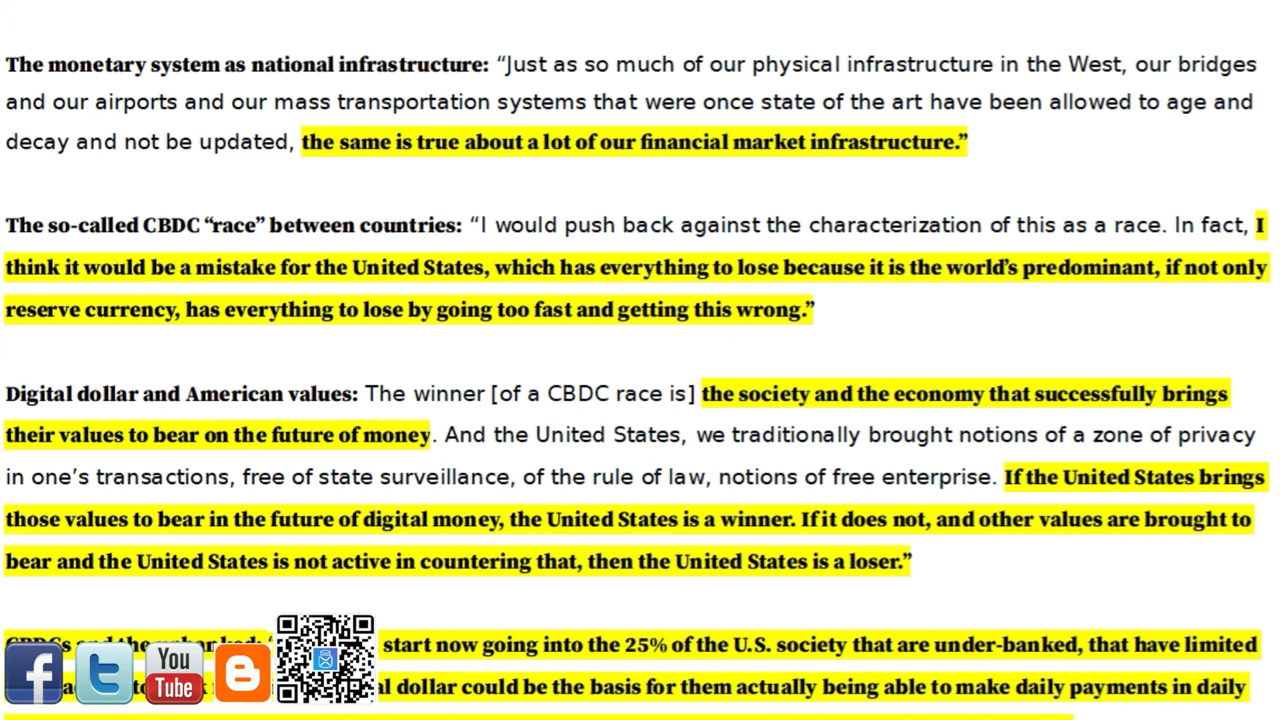 The monetary system as national infrastructure: “Just as so much of our physical infrastructure in the West, our bridges
and our airports and our mass transportation systems that were once state of the art have been allowed to age and
decay and not be updated, the same is true about a lot of our financial market infrastructure.”
The so-called CBDC “race” between countries: “I would push back against the characterization of this as a race. In fact, I
think it would be a mistake for the United States, which has everything to lose because it is the world’s predominant, if not only
reserve currency, has everything to lose by going too fast and getting this wrong.”
Digital dollar and American values: The winner [of a CBDC race is] the society and the economy that successfully brings
their values to bear on the future of money. And the United States, we traditionally brought notions of a zone of privacy
in one’s transactions, free of state surveillance, of the rule of law, notions of free enterprise. If the United States brings
those values to bear in the future of digital money, the United States is a winner. If it does not, and other values are brought to
bear and the United States is not active in countering that, then the United States is a loser.”
CBDCs and the unbanked: “ start now going into the 25% of the U.S. society that are under-banked, that have limited
to dollar could be the basis for them actually being able to make daily payments in daily
f t You Tube